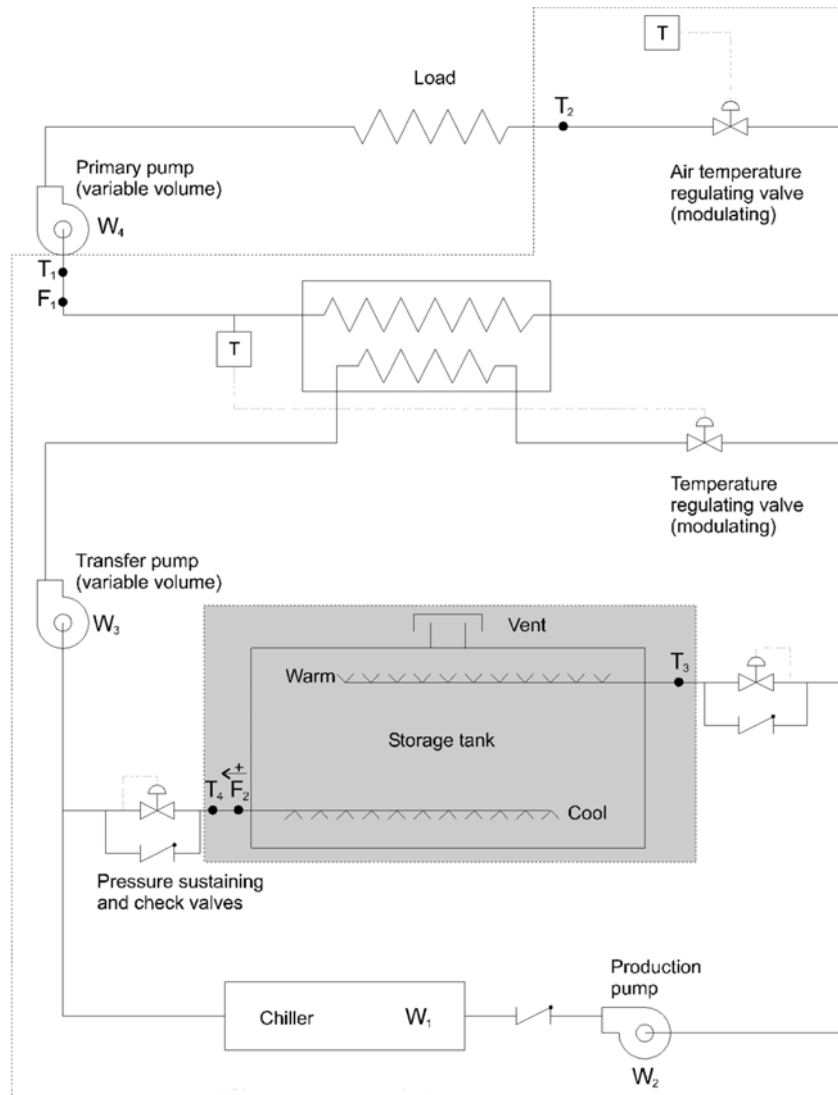 T
Load
T₂
Primary pump
(variable volume)
W₄
Air temperature
regulating valve
(modulating)
T₁
F₁
T
Temperature
regulating valve
(modulating)
Transfer pump
(variable volume)
W₃
Vent
Warm
T₃
Storage tank
+
T₄ F₂
Cool
Pressure sustaining
and check valves
Production
pump
Chiller W₁
W₂